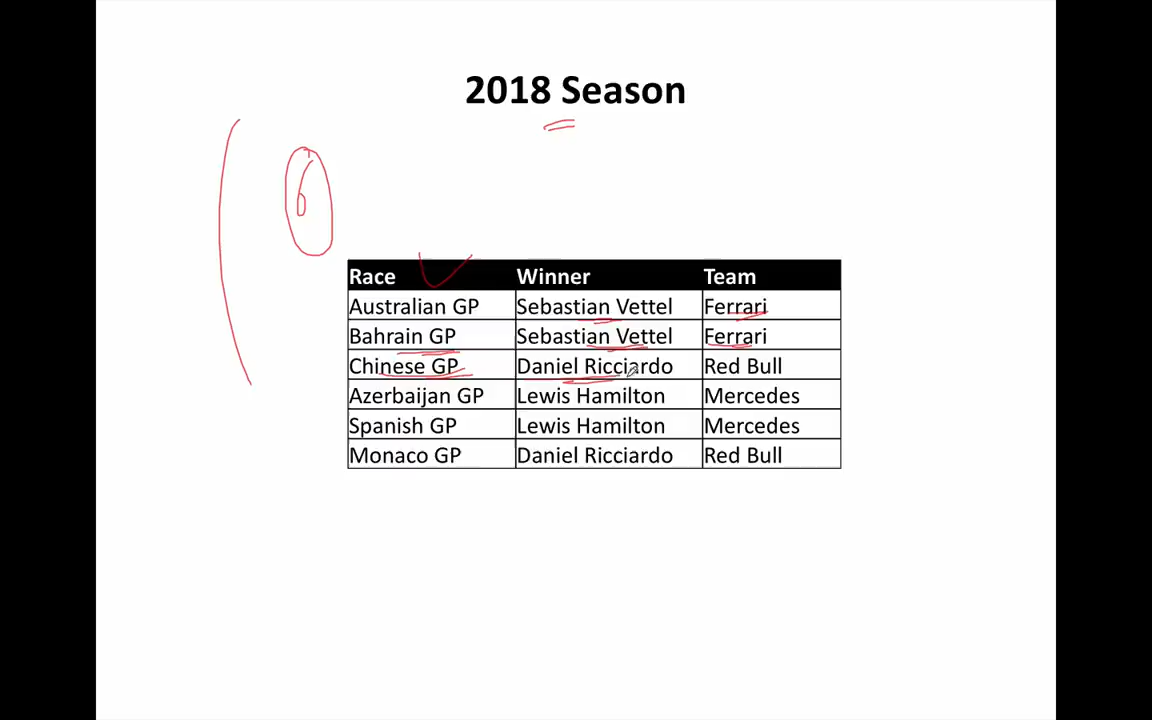 2018 Season
6
Race Winner Team
Australian GP Sebastian Vettel Ferrari
Bahrain GP Sebastian Vettel Ferrari
Chinese GP Daniel Ricciardo Red Bull
Azerbaijan GP Lewis Hamilton Mercedes
Spanish GP Lewis Hamilton Mercedes
Monaco GP Daniel Ricciardo Red Bull